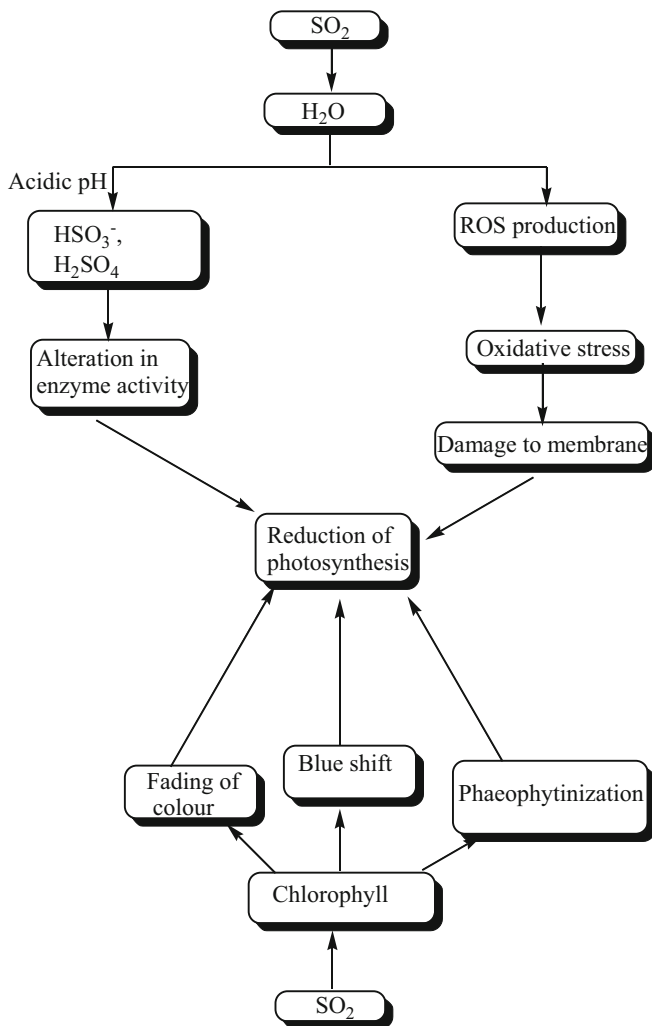 SO₂
H₂O
Acidic pH
HSO₃⁻,
H₂SO₄
ROS production
Alteration in
enzyme activity
Oxidative stress
Damage to membrane
Reduction of
photosynthesis
Fading of
colour
Blue shift
Phaeophytinization
Chlorophyll
SO₂